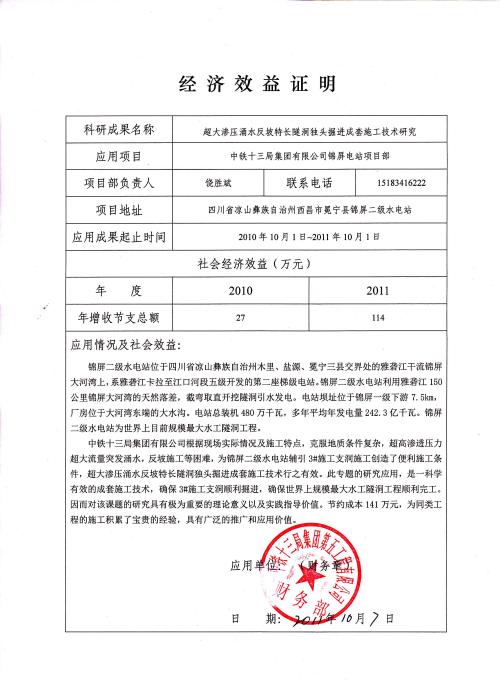 经济效益证明
科研成果名称 超大渗压涌水反坡特长隧洞独头掘进成套施工技术研究
应用项目 中铁十三局集团有限公司锦屏电站项目部
项目部负责人 饶胜斌 联系电话 15183416222
项目地址 四川省凉山彝族自治州西昌市冕宁县锦屏二级水电站
应用成果起止时间 2010年10月1日~2011年10月1日
社会经济效益（万元）
年 度 2010 2011
年增收节支总额 27 114
应用情况及社会效益：
锦屏二级水电站位于四川省凉山彝族自治州木里、盐源、冕宁三县交界处的雅砻江干流锦屏
大河湾上，系雅砻江卡拉至江口河段五级开发的第二座梯级电站。锦屏二级水电站利用雅砻江150
公里锦屏大河湾的天然落差，截弯取直开挖隧洞引水发电。电站坝址位于锦屏一级下游7.5km，
厂房位于大河湾东端的大水沟。电站总装机480万千瓦，多年平均年发电量242.3亿千瓦。锦屏
二级水电站为世界上目前规模最大水工隧洞工程。
中铁十三局集团有限公司根据现场实际情况及施工特点，克服地质条件复杂，超高渗透压力
超大流量突发涌水，反坡施工等困难，为锦屏二级水电站辅引3#施工支洞施工创造了便利施工条
件，超大渗压涌水反坡特长隧洞独头掘进成套施工技术行之有效。此专题的研究应用，是一科学
有效的成套施工技术，确保3#施工支洞顺利掘进，确保世界上规模最大水工隧洞工程顺利完工。
因而对该课题的研究具有极为重要的理论意义以及实践指导价值。节约成本141万元，为同类工
程的施工积累了宝贵的经验，具有广泛的推广和应用价值。
应用单位：（财务章）
中铁十三局集团第五工程有限公司
财务部
日 期：2011年10月7日